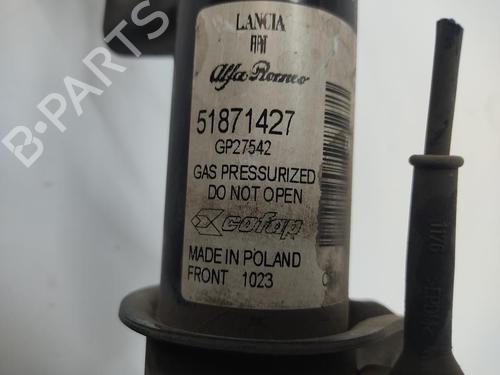 B-PARTS
LANCIA
FIAT
Alfa Romeo
51871427
GP27542
GAS PRESSURIZED
DO NOT OPEN
cofap
MADE IN POLAND
FRONT 1023